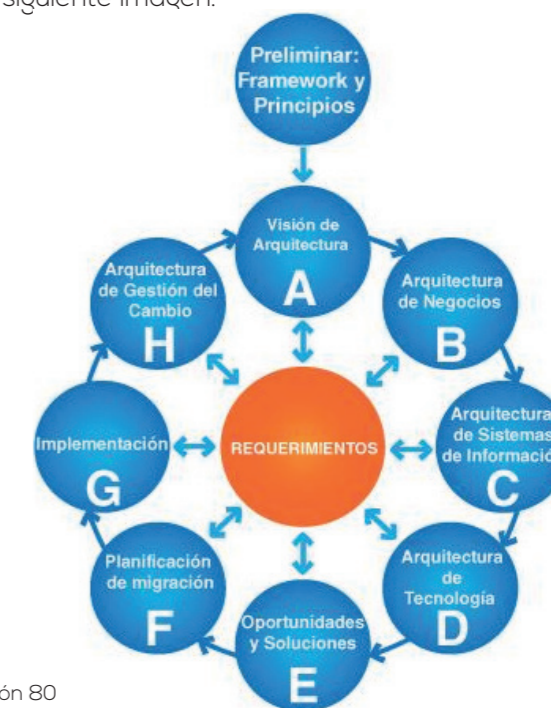 siguiente imagen:
Preliminar:
Framework y
Principios
Visión de
Arquitectura
A
Arquitectura
de Negocios
B
Arquitectura
de Sistemas
de Informació
C
Arquitectura
de
Tecnología
D
Oportunidades
y Soluciones
E
Planificación
de migración
F
Implementación
G
Arquitectura
de Gestión del
Cambio
H
REQUERIMIENTOS
ón 80